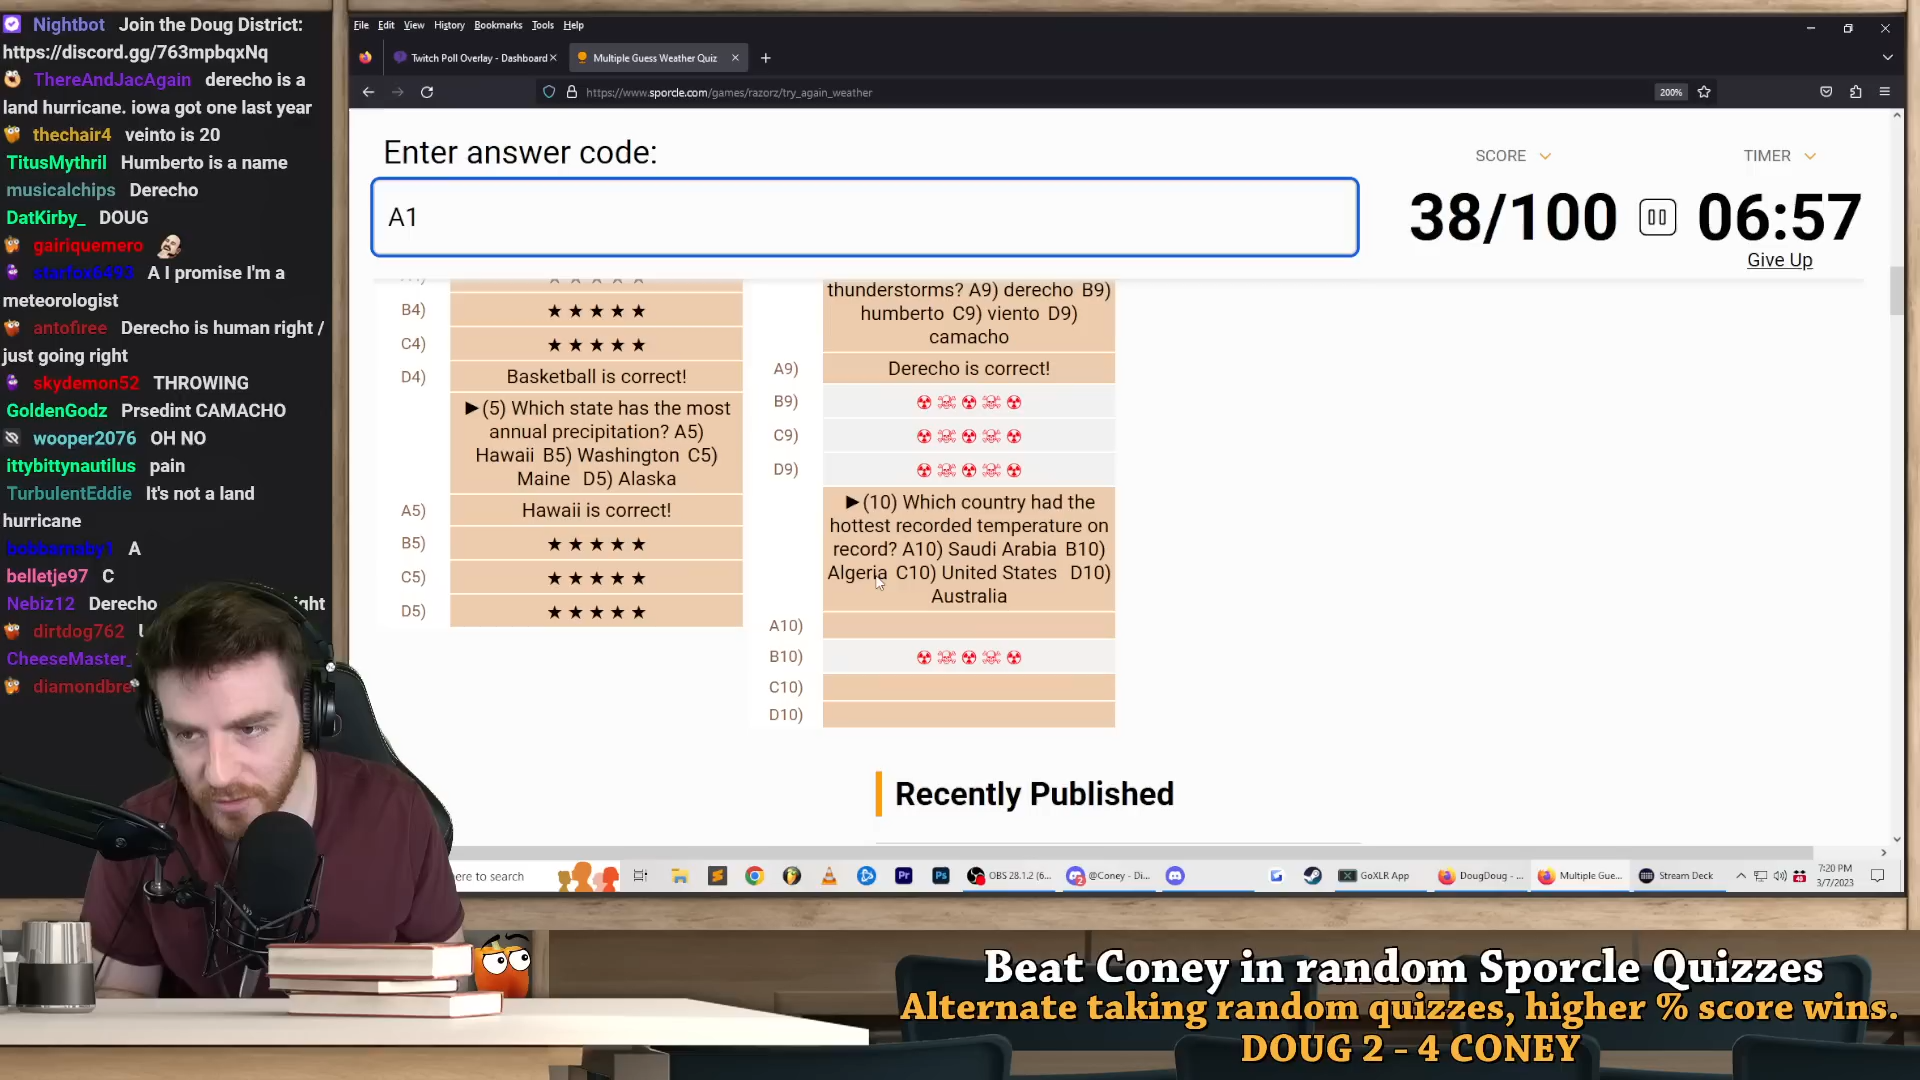 Nightbot Join the Doug District:
https://discord.gg/763mpbqxNq
ThereAndJacAgain derecho is a
land hurricane. iowa got one last year
thechair4 veinto is 20
TitusMythril Humberto is a name
musicalchips Derecho
DatKirby_ DOUG
gairiquemero
starfox6493 A I promise I'm a
meteorologist
antofiree Derecho is human right /
just going right
skydemon52 THROWING
GoldenGodz Prsedint CAMACHO
wooper2076 OH NO
ittybittynautilus pain
TurbulentEddie It's not a land
hurricane
bobbarnaby1 A
belletje97 C
Nebiz12 Derecho
dirtdog762
CheeseMaster_
File Edit View History Bookmarks Tools Help
Twitch Poll Overlay - Dashboard
Multiple Guess Weather Quiz
https://www.sporcle.com/games/razorz/try_again_weather
200%
Enter answer code:
A1
SCORE
38/100
TIMER
06:57
Give Up
B4) ★ ★ ★ ★ ★
C4) ★ ★ ★ ★ ★
D4) Basketball is correct!
►(5) Which state has the most
annual precipitation? A5)
Hawaii B5) Washington C5)
Maine D5) Alaska
A5) Hawaii is correct!
B5) ★ ★ ★ ★ ★
C5) ★ ★ ★ ★ ★
D5) ★ ★ ★ ★ ★
thunderstorms? A9) derecho B9)
humberto C9) viento D9)
camacho
A9) Derecho is correct!
B9) ☢ ☠ ☢ ☠ ☢
C9) ☢ ☠ ☢ ☠ ☢
D9) ☢ ☠ ☢ ☠ ☢
►(10) Which country had the
hottest recorded temperature on
record? A10) Saudi Arabia B10)
Algeria C10) United States D10)
Australia
A10)
B10) ☢ ☠ ☢ ☠ ☢
C10)
D10)
Recently Published
ere to search
OBS 28.1.2 (6...
@Coney - Di...
GoXLR App
DougDoug - ...
Multiple Gue...
Stream Deck
7:20 PM
3/7/2023
Beat Coney in random Sporcle Quizzes
Alternate taking random quizzes, higher % score wins.
DOUG 2 - 4 CONEY